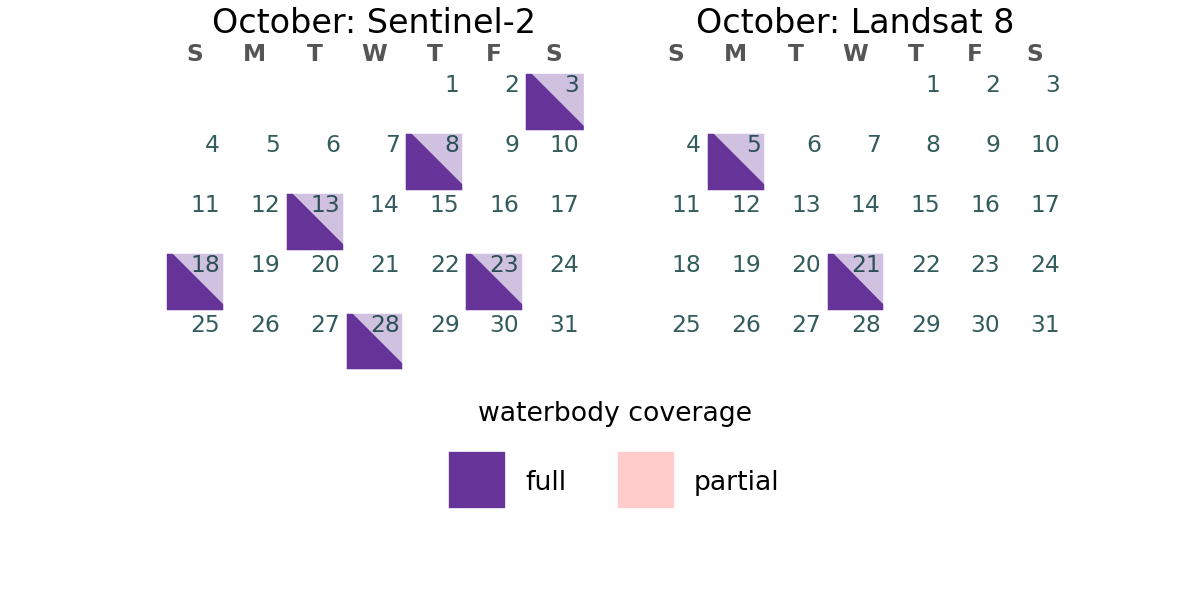 October: Sentinel-2
S M T W T F S
1 2 3
4 5 6 7 8 9 10
11 12 13 14 15 16 17
18 19 20 21 22 23 24
25 26 27 28 29 30 31
October: Landsat 8
S M T W T F S
1 2 3
4 5 6 7 8 9 10
11 12 13 14 15 16 17
18 19 20 21 22 23 24
25 26 27 28 29 30 31
waterbody coverage
full partial